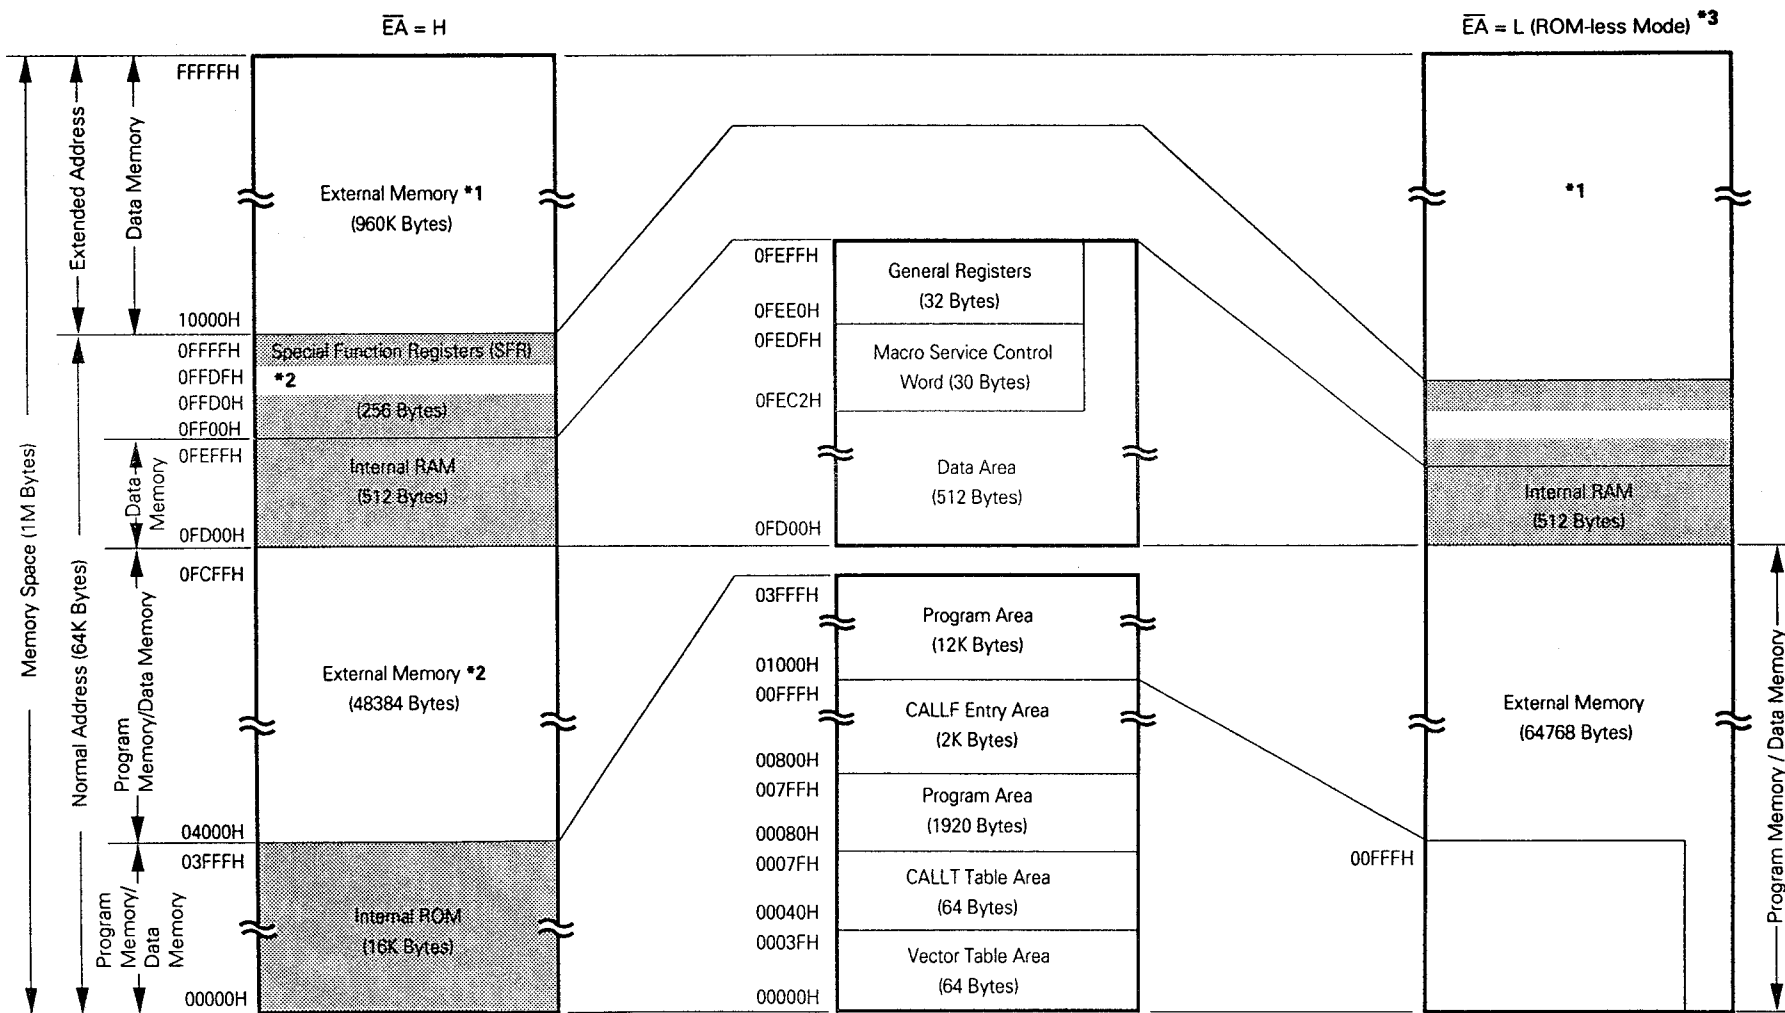 EA = H
EA = L (ROM-less Mode) *3
Memory Space (1M Bytes)
Extended Address
Data Memory
Normal Address (64K Bytes)
Data
Memory
Program
Memory/Data Memory
Program
Memory/
Data
Memory
FFFFFH
External Memory *1
(960K Bytes)
10000H
0FFFFH
Special Function Registers (SFR)
0FFDFH
*2
0FFD0H
(256 Bytes)
0FF00H
0FEFFH
Internal RAM
(512 Bytes)
0FD00H
0FCFFH
External Memory *2
(48384 Bytes)
04000H
03FFFH
Internal ROM
(16K Bytes)
00000H
0FEFFH
General Registers
(32 Bytes)
0FEE0H
0FEDFH
Macro Service Control
Word (30 Bytes)
0FEC2H
Data Area
(512 Bytes)
0FD00H
03FFFH
Program Area
(12K Bytes)
01000H
00FFFH
CALLF Entry Area
(2K Bytes)
00800H
007FFH
Program Area
(1920 Bytes)
00080H
0007FH
CALLT Table Area
(64 Bytes)
00040H
0003FH
Vector Table Area
(64 Bytes)
00000H
*1
Internal RAM
(512 Bytes)
External Memory
(64768 Bytes)
00FFFH
Program Memory / Data Memory